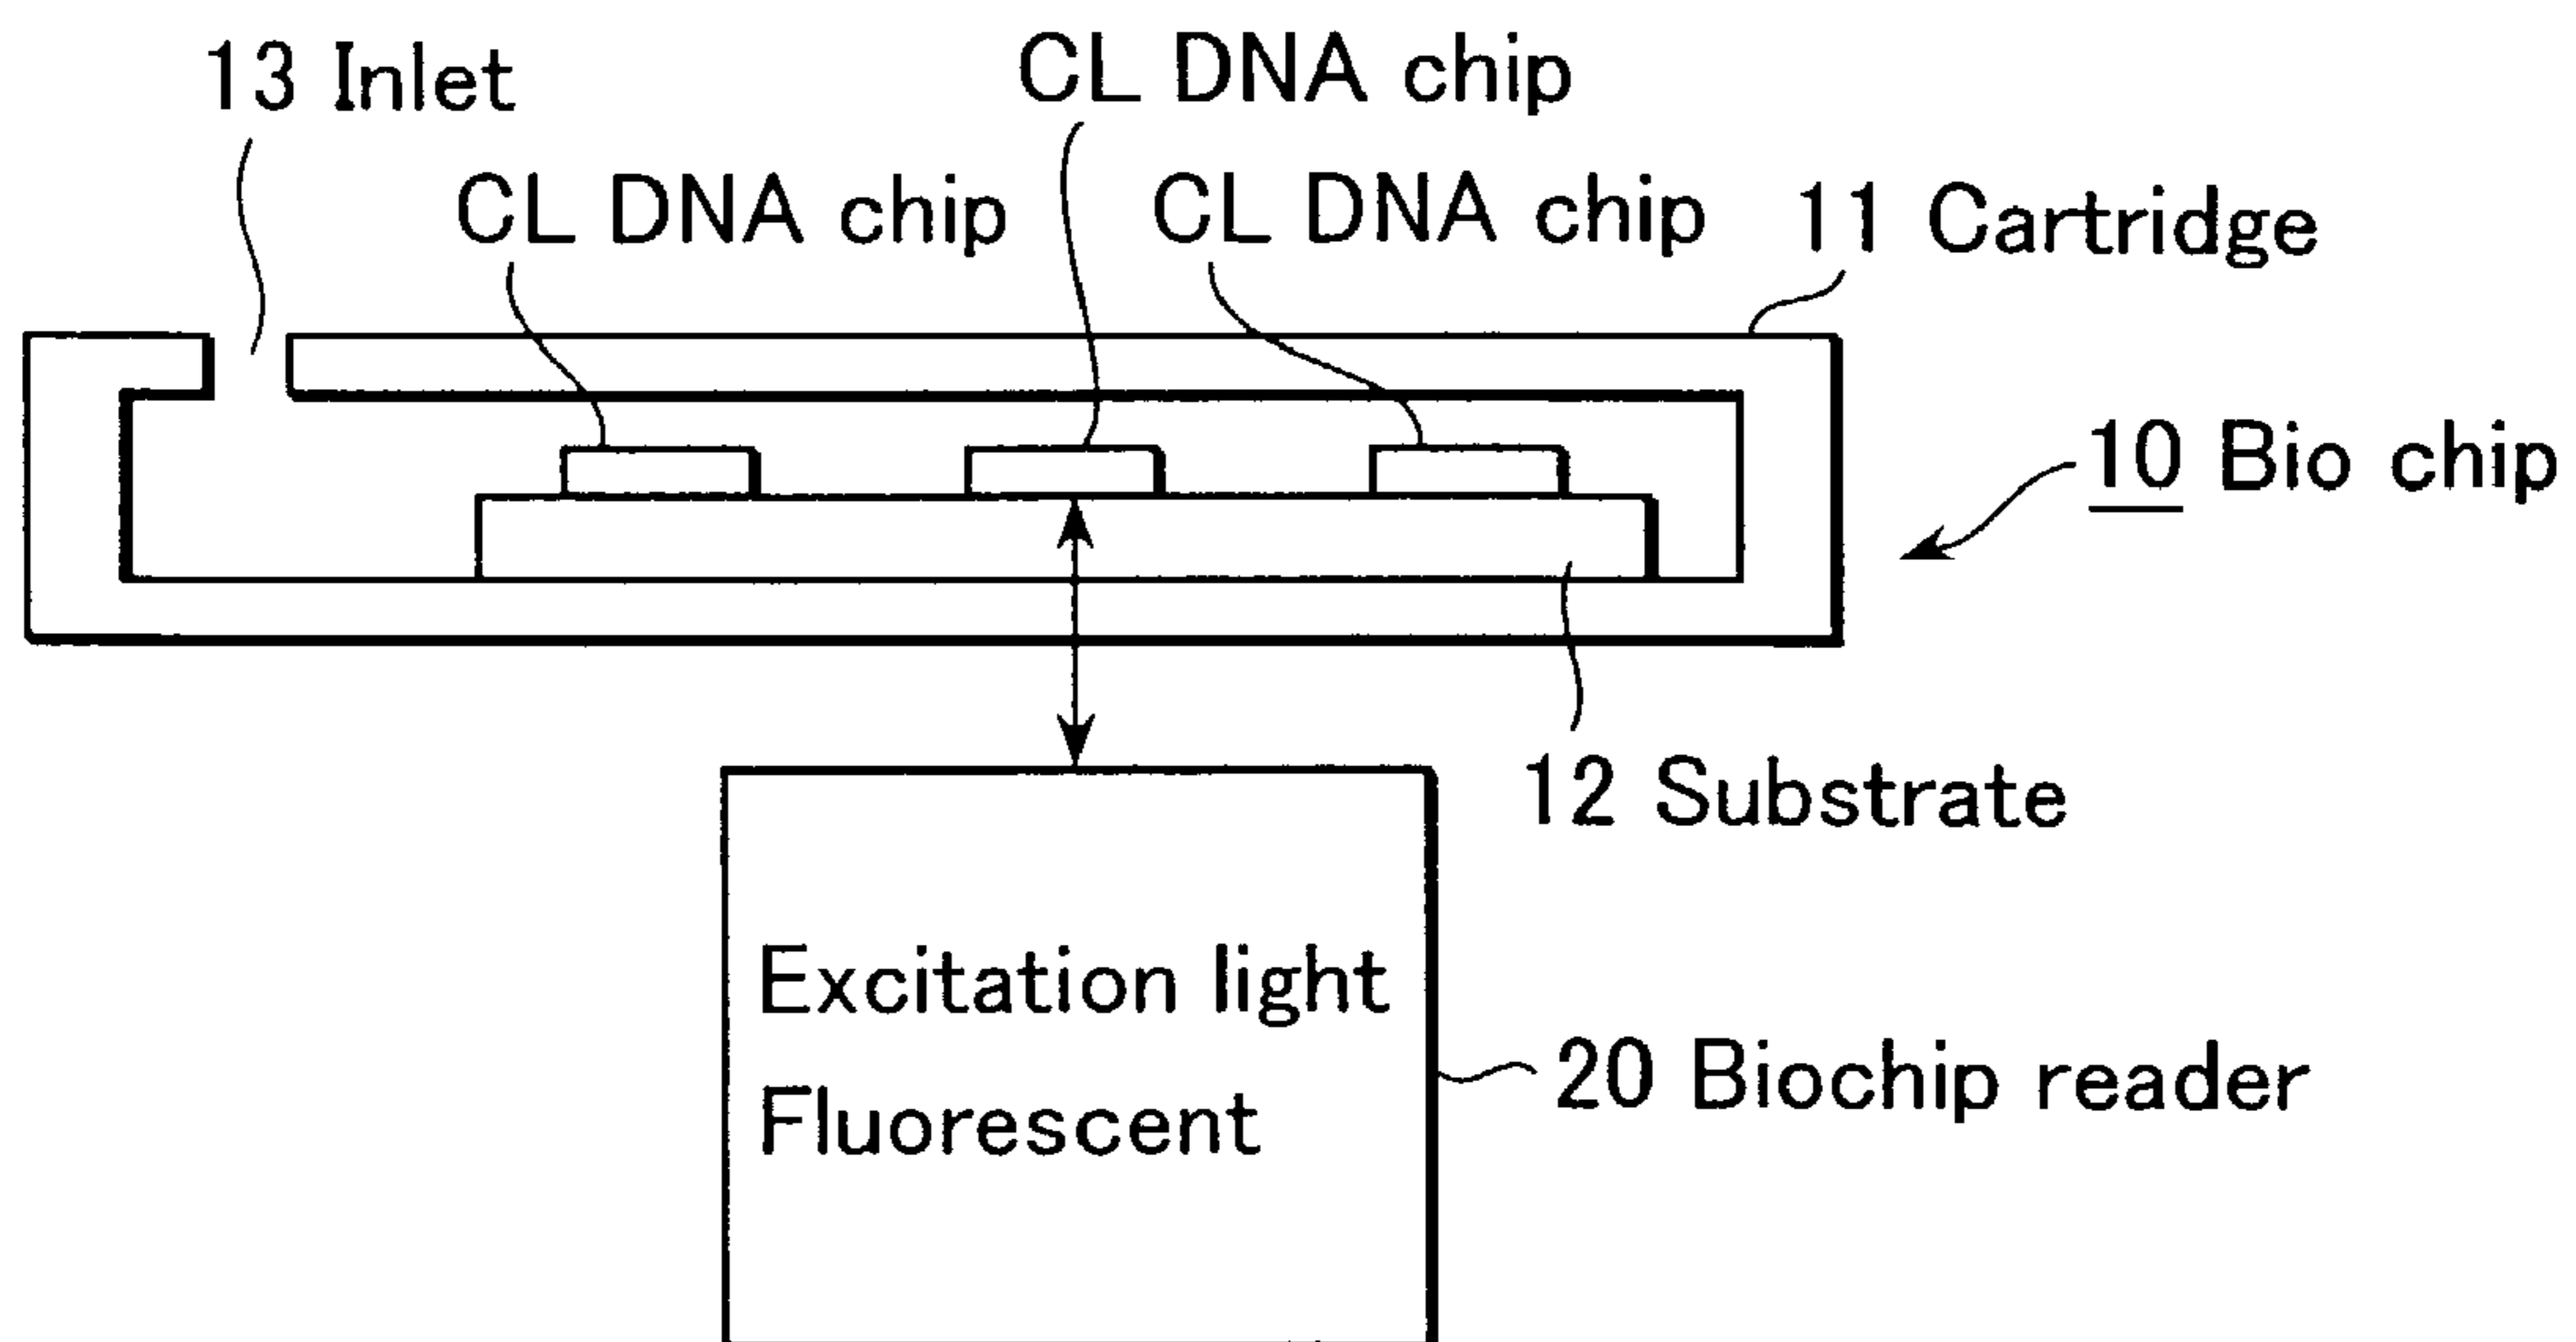 13 Inlet
CL DNA chip
CL DNA chip
CL DNA chip
11 Cartridge
10 Bio chip
12 Substrate
Excitation light
Fluorescent
20 Biochip reader